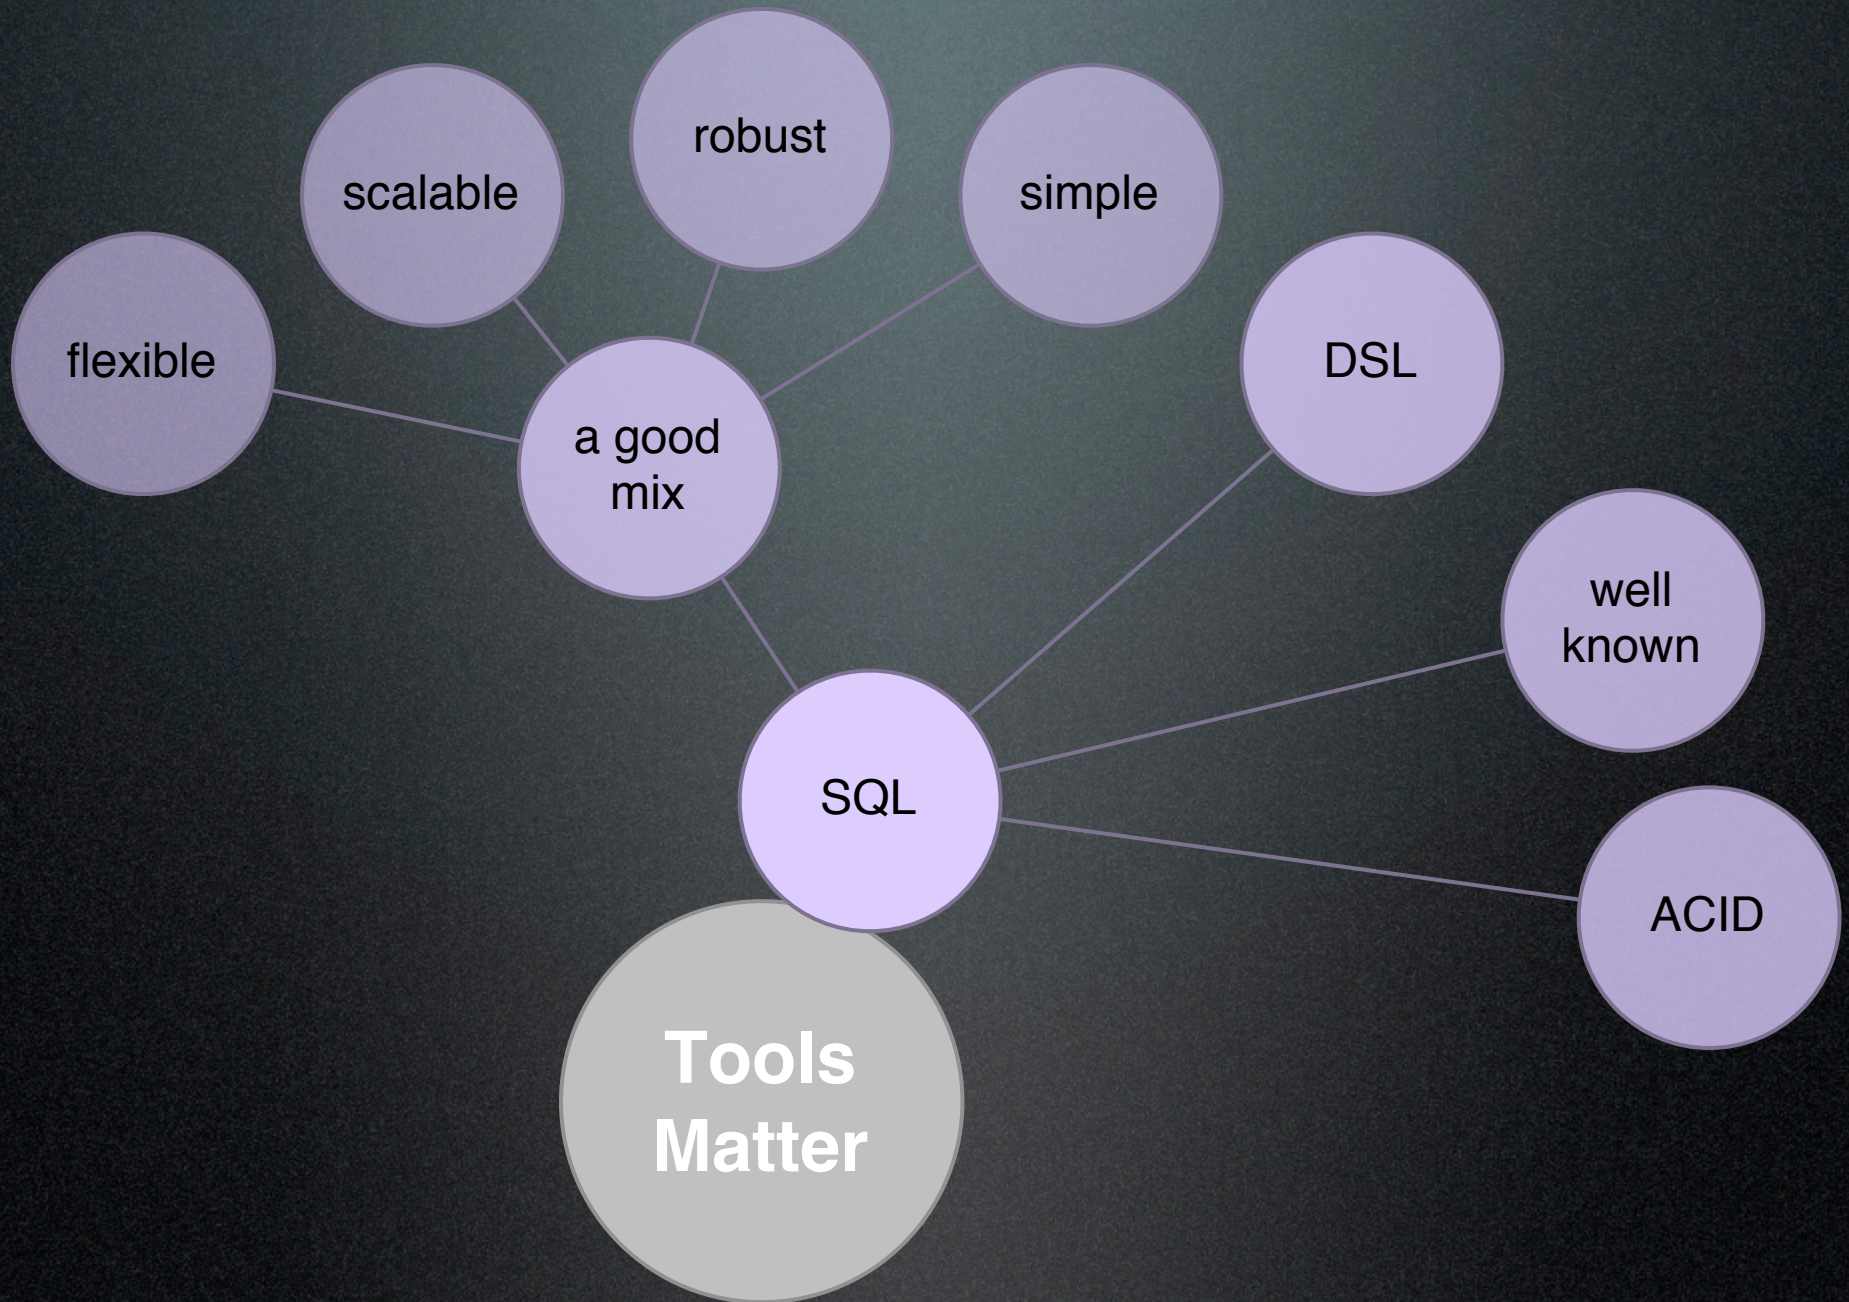 robust
scalable
simple
flexible
DSL
a good
mix
well
known
SQL
ACID
Tools
Matter